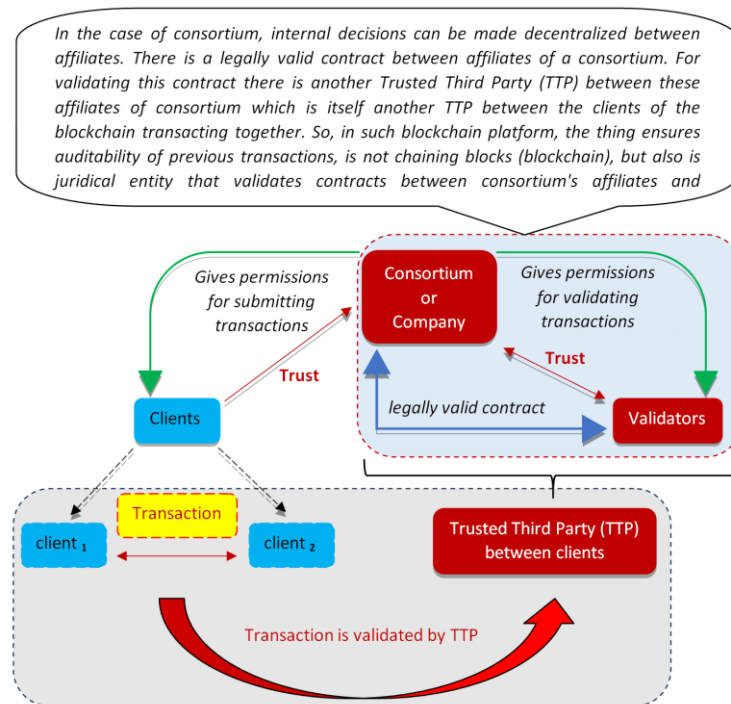 In the case of consortium, internal decisions can be made decentralized between
affiliates. There is a legally valid contract between affiliates of a consortium. For
validating this contract there is another Trusted Third Party (TTP) between these
affiliates of consortium which is itself another TTP between the clients of the
blockchain transacting together. So, in such blockchain platform, the thing ensures
auditability of previous transactions, is not chaining blocks (blockchain), but also is
juridical entity that validates contracts between consortium's affiliates and
Gives permissions
for submitting
transactions
Consortium
or
Company
Gives permissions
for validating
transactions
Trust
Trust
Clients
legally valid contract
Validators
Transaction
client 1
client 2
Trusted Third Party (TTP)
between clients
Transaction is validated by TTP